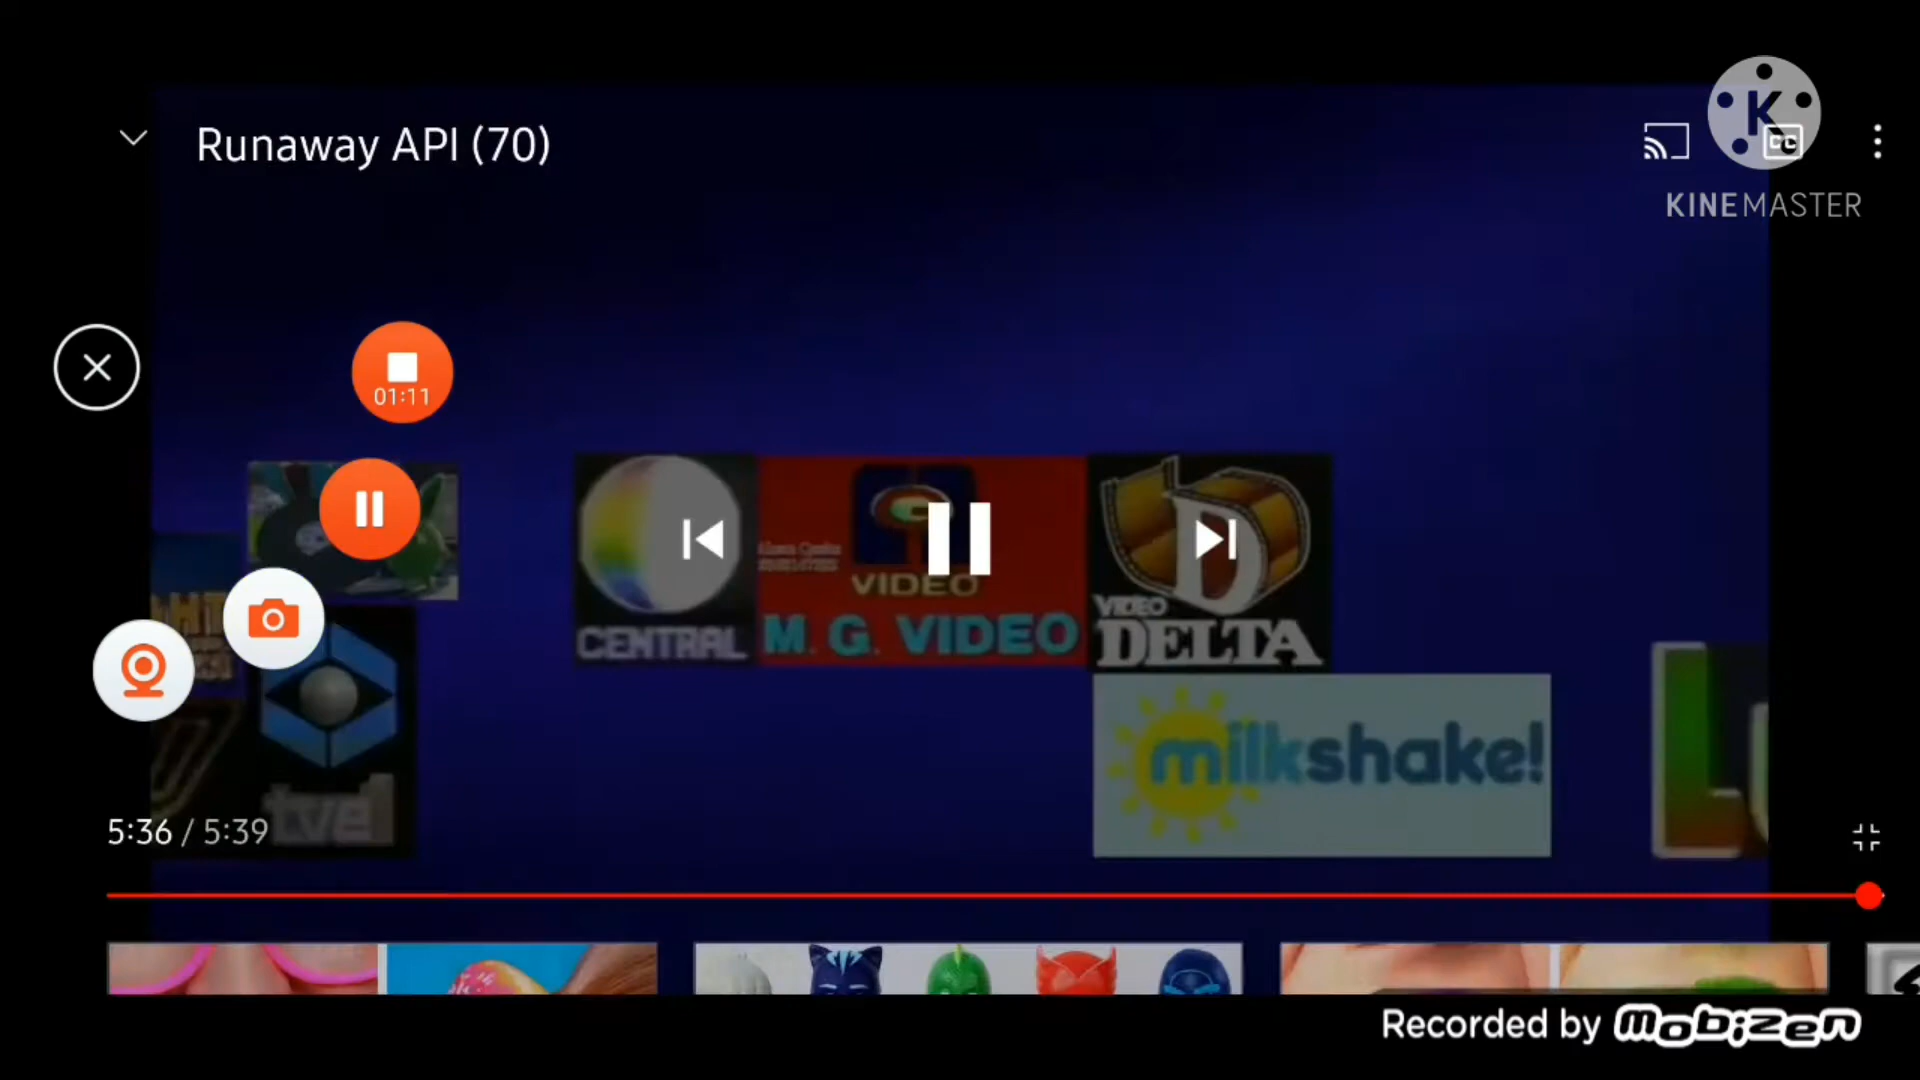 Runaway API (70)
K
CC
KINEMASTER
01:11
VIDEO
CENTRAL
M. G. VIDEO
VIDEO
D
DELTA
milkshake!
tve
5:36 / 5:39
Recorded by mobizen